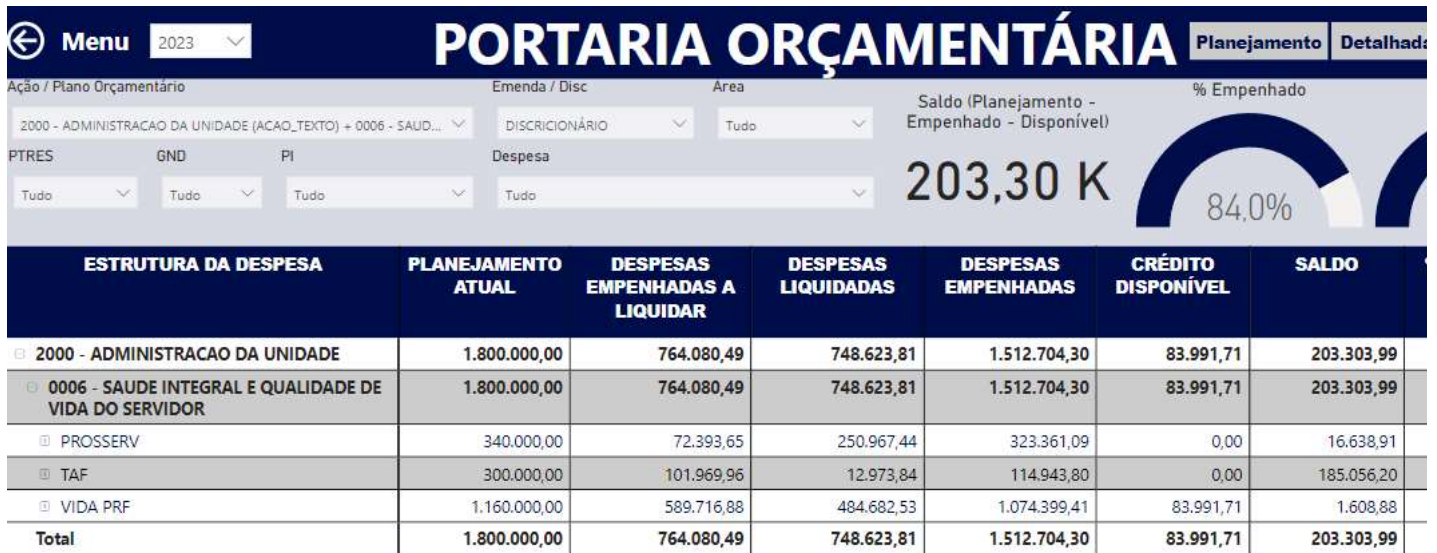 Menu 2023 PORTARIA ORÇAMENTÁRIA Planejamento Detalhada
Ação / Plano Orçamentário Emenda / Disc Área
2000 - ADMINISTRACAO DA UNIDADE (ACAO_TEXTO) + 0006 - SAUD... DISCRICIONÁRIO Tudo
PTRES GND PI Despesa
Tudo Tudo Tudo Tudo
Saldo (Planejamento -
Empenhado - Disponível)
203,30 K
% Empenhado
84,0%
ESTRUTURA DA DESPESA PLANEJAMENTO ATUAL DESPESAS EMPENHADAS A LIQUIDAR DESPESAS LIQUIDADAS DESPESAS EMPENHADAS CRÉDITO DISPONÍVEL SALDO
2000 - ADMINISTRACAO DA UNIDADE 1.800.000,00 764.080,49 748.623,81 1.512.704,30 83.991,71 203.303,99
0006 - SAUDE INTEGRAL E QUALIDADE DE 1.800.000,00 764.080,49 748.623,81 1.512.704,30 83.991,71 203.303,99
VIDA DO SERVIDOR
PROSSERV 340.000,00 72.393,65 250.967,44 323.361,09 0,00 16.638,91
TAF 300.000,00 101.969,96 12.973,84 114.943,80 0,00 185.056,20
VIDA PRF 1.160.000,00 589.716,88 484.682,53 1.074.399,41 83.991,71 1.608,88
Total 1.800.000,00 764.080,49 748.623,81 1.512.704,30 83.991,71 203.303,99